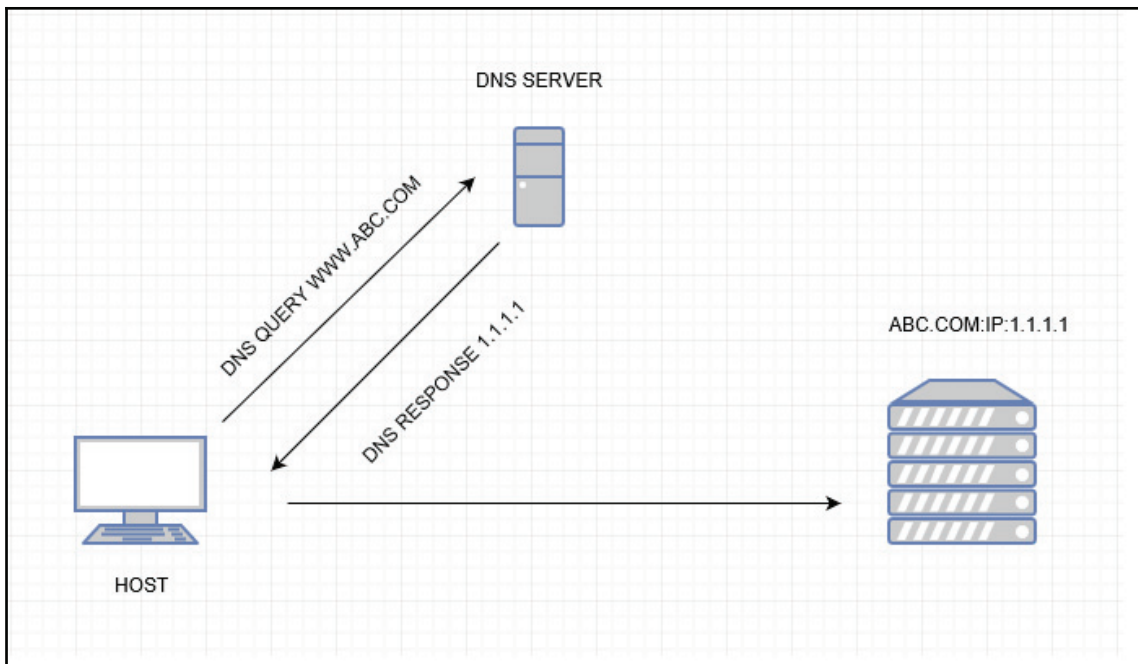 DNS SERVER
DNS QUERY WWW.ABC.COM
DNS RESPONSE 1.1.1.1
ABC.COM:IP:1.1.1.1
HOST